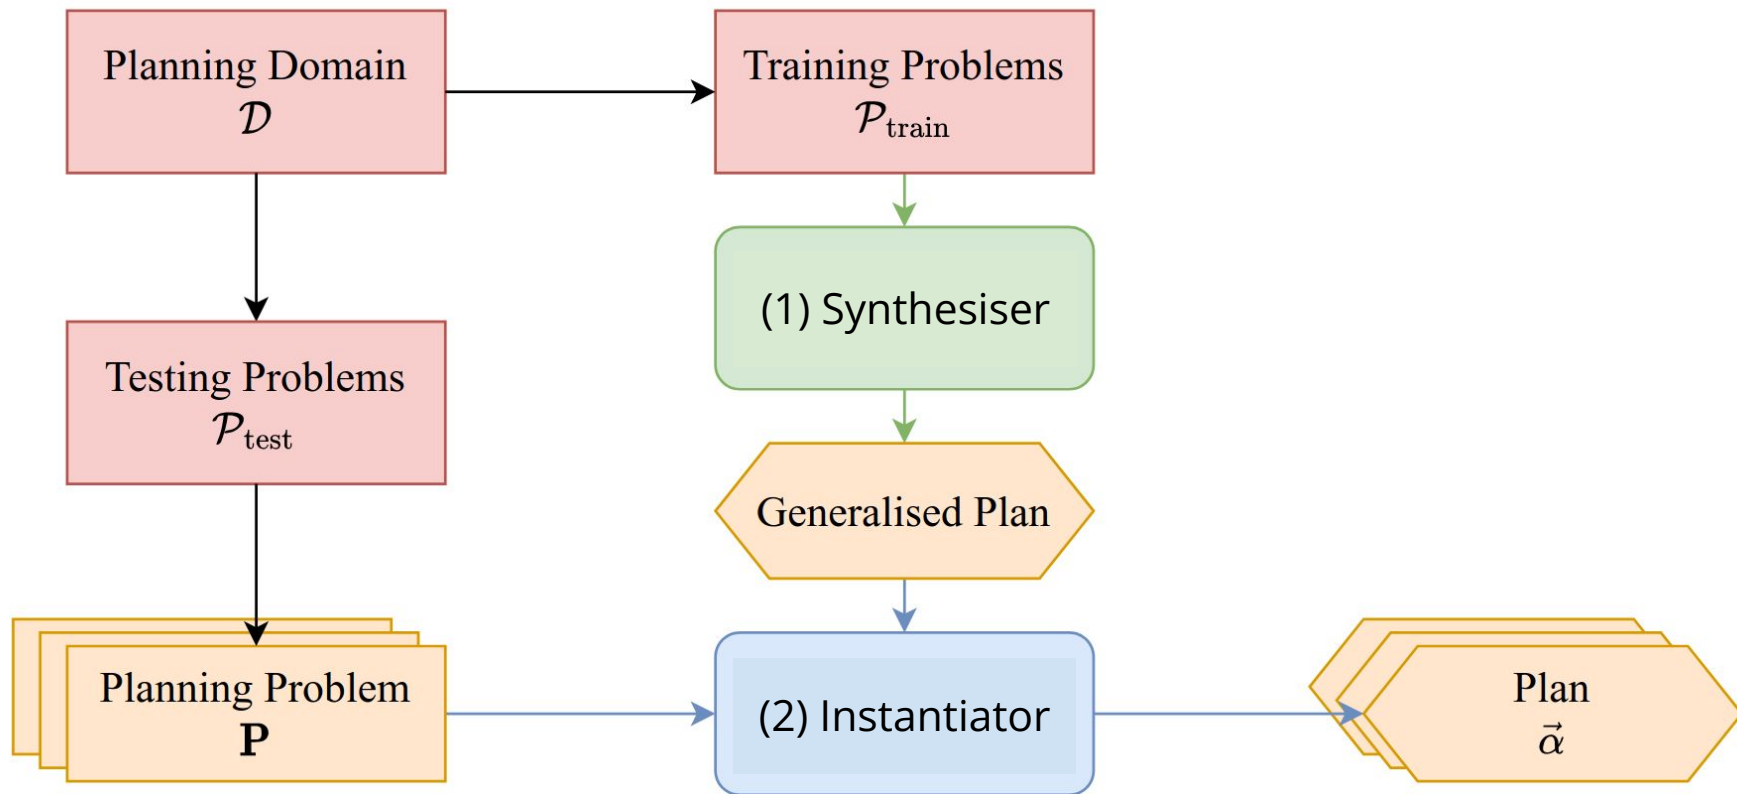 Planning Domain
𝒟
Training Problems
𝒫train
(1) Synthesiser
Testing Problems
𝒫test
Generalised Plan
Planning Problem
𝐏
(2) Instantiator
Plan
α⃗